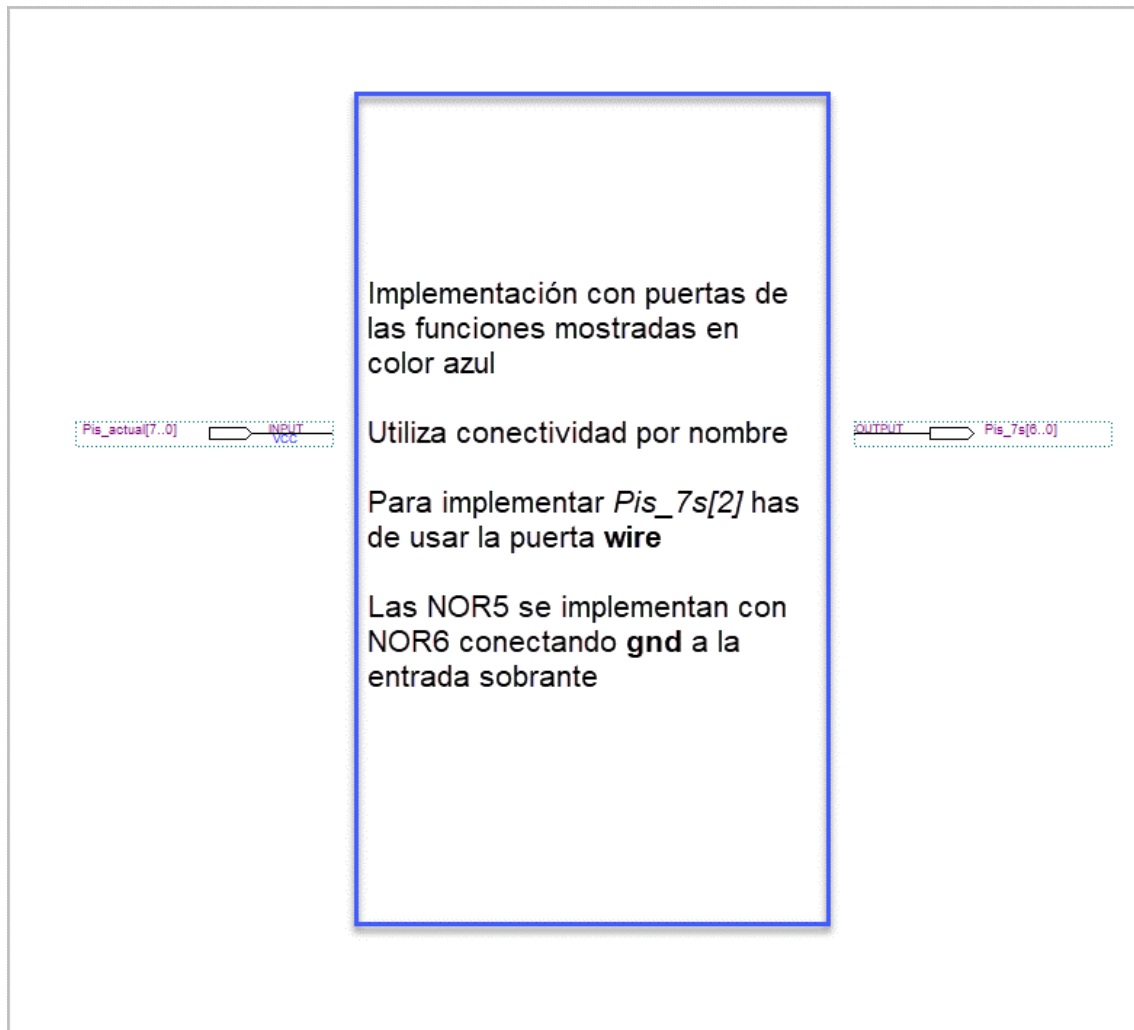 Implementación con puertas de
las funciones mostradas en
color azul
Pis_actual[7..0] INPUT VCC
Utiliza conectividad por nombre
OUTPUT Pis_7s[6..0]
Para implementar Pis_7s[2] has
de usar la puerta wire
Las NOR5 se implementan con
NOR6 conectando gnd a la
entrada sobrante